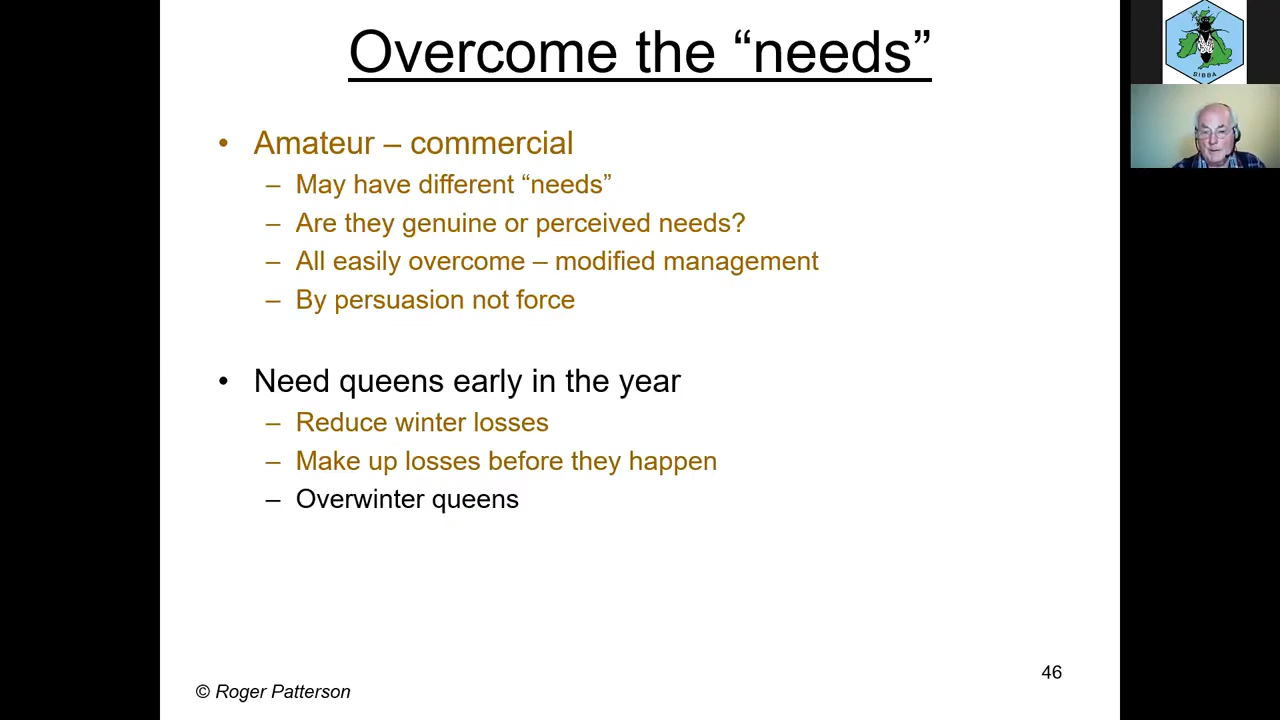 Overcome the “needs”
• Amateur – commercial
– May have different “needs”
– Are they genuine or perceived needs?
– All easily overcome – modified management
– By persuasion not force
• Need queens early in the year
– Reduce winter losses
– Make up losses before they happen
– Overwinter queens
46
© Roger Patterson
BIBBA